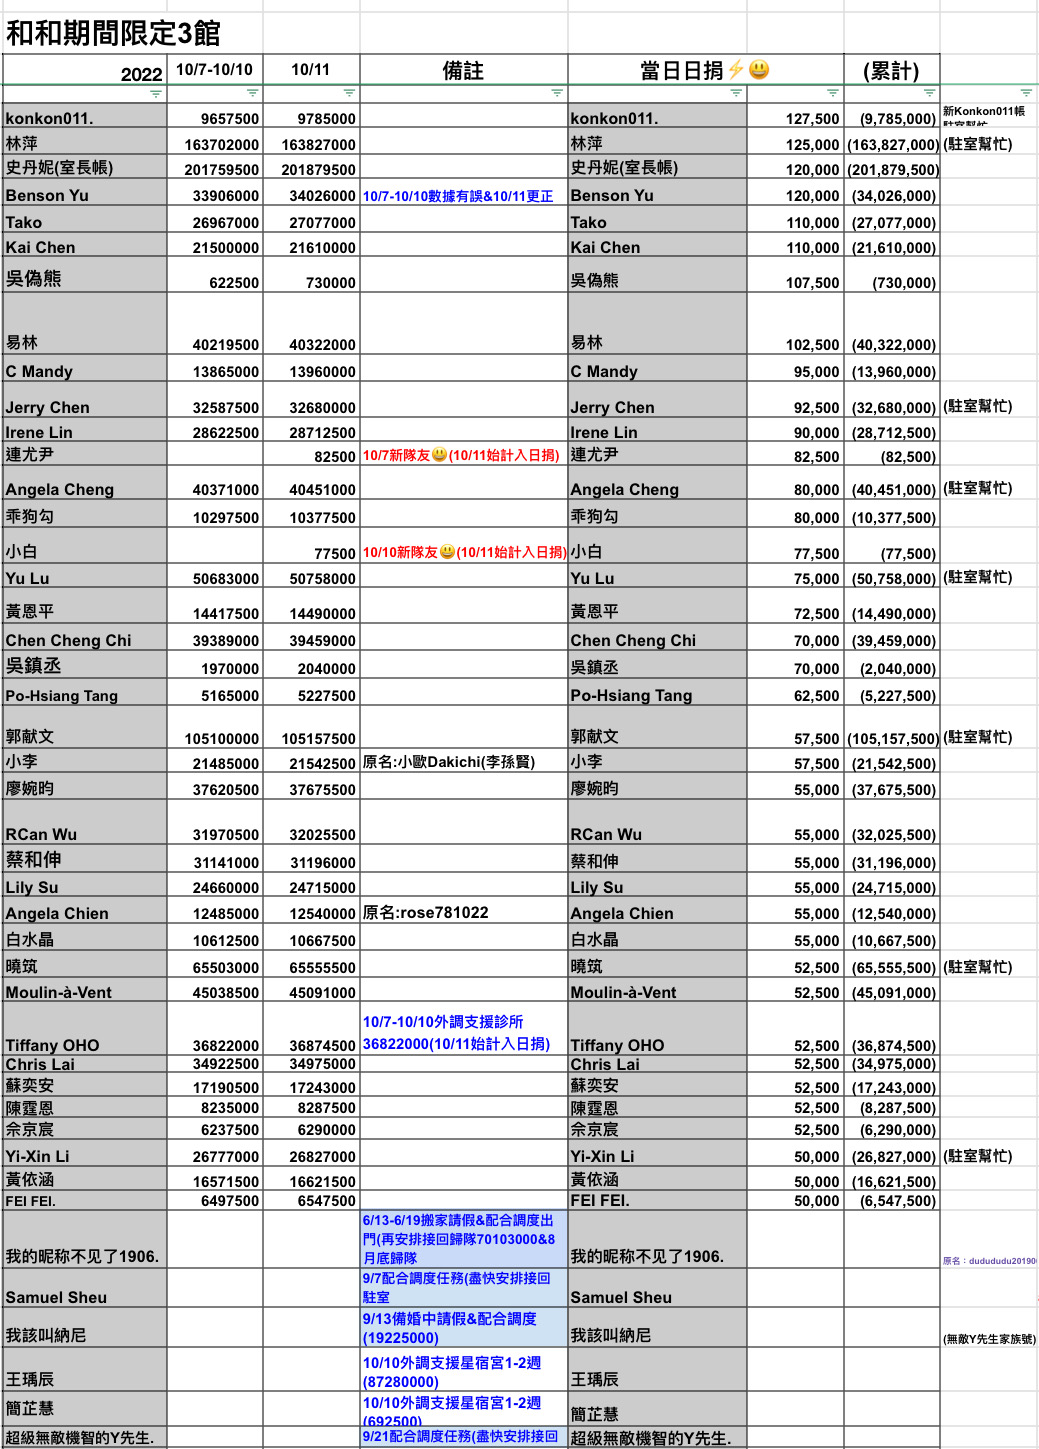 和和期間限定3館
2022 10/7-10/10 10/11 備註 當日日捐⚡😃 (累計)
konkon011. 9657500 9785000 konkon011. 127,500 (9,785,000) 新Konkon011帳
林萍 163702000 163827000 林萍 125,000 (163,827,000) (駐室幫忙)
史丹妮(室長帳) 201759500 201879500 史丹妮(室長帳) 120,000 (201,879,500)
Benson Yu 33906000 34026000 10/7-10/10數據有誤&10/11更正 Benson Yu 120,000 (34,026,000)
Tako 26967000 27077000 Tako 110,000 (27,077,000)
Kai Chen 21500000 21610000 Kai Chen 110,000 (21,610,000)
吳偽熊 622500 730000 吳偽熊 107,500 (730,000)
易林 40219500 40322000 易林 102,500 (40,322,000)
C Mandy 13865000 13960000 C Mandy 95,000 (13,960,000)
Jerry Chen 32587500 32680000 Jerry Chen 92,500 (32,680,000) (駐室幫忙)
Irene Lin 28622500 28712500 Irene Lin 90,000 (28,712,500)
連尤尹 82500 10/7新隊友😃(10/11始計入日捐) 連尤尹 82,500 (82,500)
Angela Cheng 40371000 40451000 Angela Cheng 80,000 (40,451,000) (駐室幫忙)
乖狗勾 10297500 10377500 乖狗勾 80,000 (10,377,500)
小白 77500 10/10新隊友😃(10/11始計入日捐) 小白 77,500 (77,500)
Yu Lu 50683000 50758000 Yu Lu 75,000 (50,758,000) (駐室幫忙)
黃恩平 14417500 14490000 黃恩平 72,500 (14,490,000)
Chen Cheng Chi 39389000 39459000 Chen Cheng Chi 70,000 (39,459,000)
吳鎮丞 1970000 2040000 吳鎮丞 70,000 (2,040,000)
Po-Hsiang Tang 5165000 5227500 Po-Hsiang Tang 62,500 (5,227,500)
郭献文 105100000 105157500 郭献文 57,500 (105,157,500) (駐室幫忙)
小李 21485000 21542500 原名:小歐Dakichi(李孫賢) 小李 57,500 (21,542,500)
廖婉昀 37620500 37675500 廖婉昀 55,000 (37,675,500)
RCan Wu 31970500 32025500 RCan Wu 55,000 (32,025,500)
蔡和伸 31141000 31196000 蔡和伸 55,000 (31,196,000)
Lily Su 24660000 24715000 Lily Su 55,000 (24,715,000)
Angela Chien 12485000 12540000 原名:rose781022 Angela Chien 55,000 (12,540,000)
白水晶 10612500 10667500 白水晶 55,000 (10,667,500)
曉筑 65503000 65555500 曉筑 52,500 (65,555,500) (駐室幫忙)
Moulin-à-Vent 45038500 45091000 Moulin-à-Vent 52,500 (45,091,000)
10/7-10/10外調支援診所
Tiffany OHO 36822000 36874500 36822000(10/11始計入日捐) Tiffany OHO 52,500 (36,874,500)
Chris Lai 34922500 34975000 Chris Lai 52,500 (34,975,000)
蘇奕安 17190500 17243000 蘇奕安 52,500 (17,243,000)
陳霆恩 8235000 8287500 陳霆恩 52,500 (8,287,500)
佘京宸 6237500 6290000 佘京宸 52,500 (6,290,000)
Yi-Xin Li 26777000 26827000 Yi-Xin Li 50,000 (26,827,000) (駐室幫忙)
黃依涵 16571500 16621500 黃依涵 50,000 (16,621,500)
FEI FEI. 6497500 6547500 FEI FEI. 50,000 (6,547,500)
6/13-6/19搬家請假&配合調度出
門(再安排接回歸隊70103000&8
我的昵称不见了1906. 月底歸隊 我的昵称不见了1906. 原名：dudududu20190
9/7配合調度任務(盡快安排接回
Samuel Sheu 駐室 Samuel Sheu
9/13備婚中請假&配合調度
我該叫納尼 (19225000) 我該叫納尼 (無敵Y先生家族號)
10/10外調支援星宿宮1-2週
王瑀辰 (87280000) 王瑀辰
10/10外調支援星宿宮1-2週
簡芷慧 (692500) 簡芷慧
超級無敵機智的Y先生. 9/21配合調度任務(盡快安排接回 超級無敵機智的Y先生.